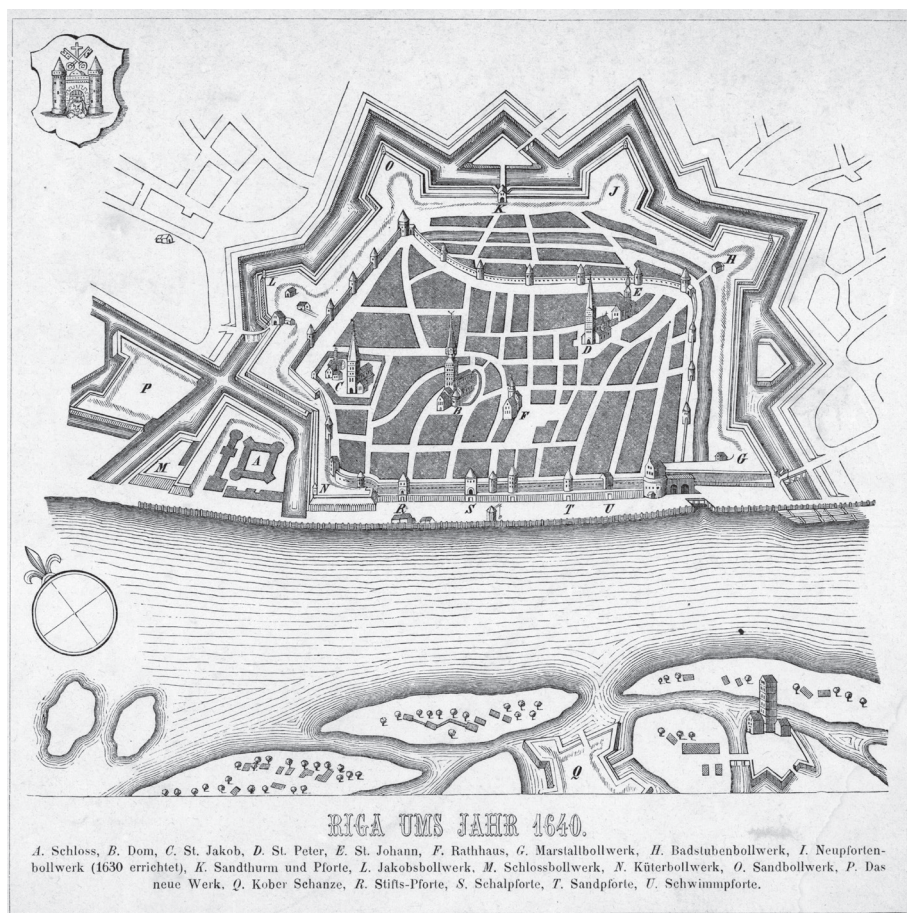 O
J
K
H
L
E
D
P
C
B
F
A
M
G
N
R
S
T
U
Q
RIGA UMS JAHR 1640.
A. Schloss, B. Dom, C. St. Jakob, D. St. Peter, E. St. Johann, F. Rathhaus, G. Marstallbollwerk, H. Badstubenbollwerk, I. Neupforten-
bollwerk (1630 errichtet), K. Sandthurm und Pforte, L. Jakobsbollwerk, M. Schlossbollwerk, N. Küterbollwerk, O. Sandbollwerk, P. Das
neue Werk. Q. Kober Schanze, R. Stifts-Pforte, S. Schalpforte, T. Sandpforte, U. Schwimmpforte.